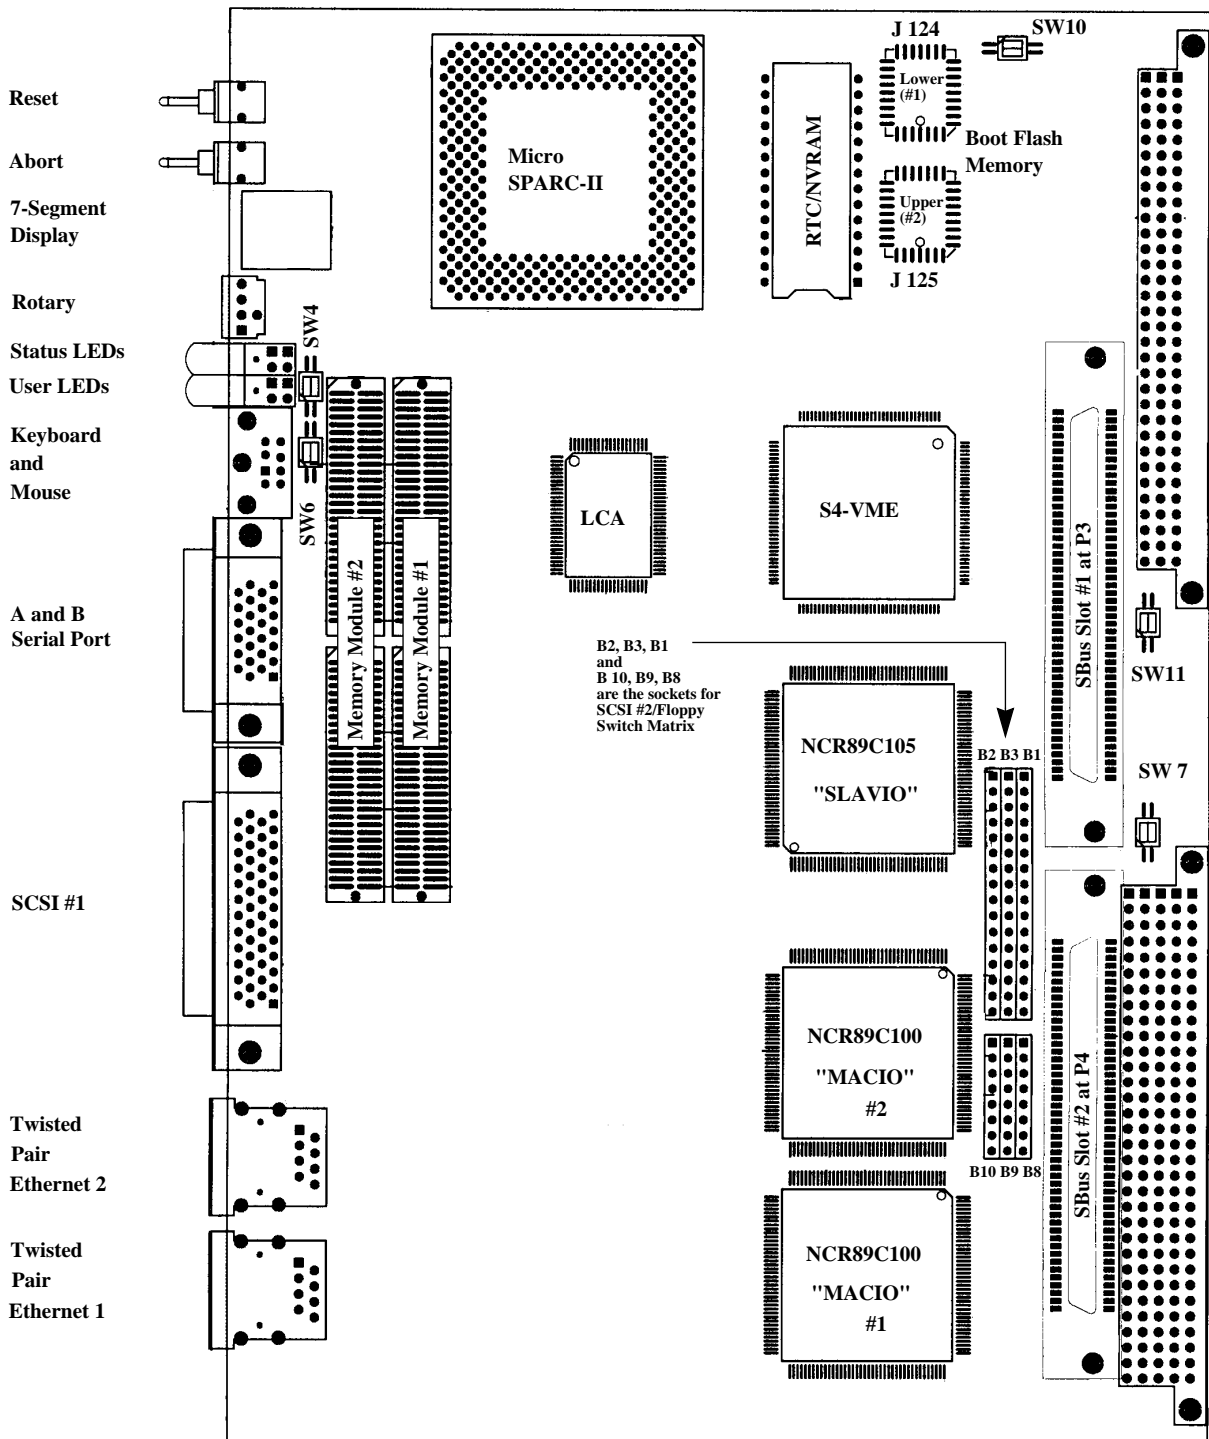 J 124
SW10
Reset
Lower
(#1)
RTC/NVRAM
Boot Flash
Memory
Abort
Micro
SPARC-II
7-Segment
Display
Upper
(#2)
J 125
Rotary
SW4
Status LEDs
User LEDs
Keyboard
and
Mouse
SW6
LCA
S4-VME
SBus Slot #1 at P3
Memory Module #2
Memory Module #1
A and B
Serial Port
B2, B3, B1
and
B 10, B9, B8
are the sockets for
SCSI #2/Floppy
Switch Matrix
SW11
NCR89C105
"SLAVIO"
B2 B3 B1
SW 7
SCSI #1
NCR89C100
"MACIO"
#2
SBus Slot #2 at P4
Twisted
Pair
Ethernet 2
B10 B9 B8
Twisted
Pair
Ethernet 1
NCR89C100
"MACIO"
#1